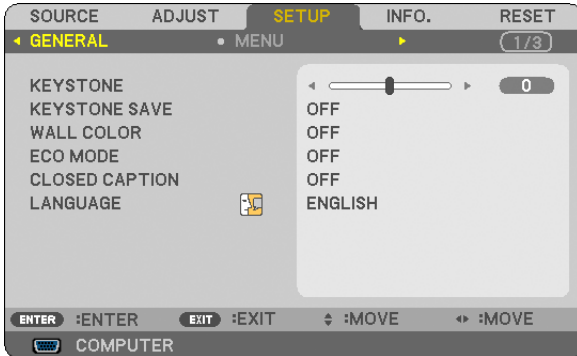 SOURCE ADJUST SETUP INFO. RESET
GENERAL • MENU 1/3
KEYSTONE 0
KEYSTONE SAVE OFF
WALL COLOR OFF
ECO MODE OFF
CLOSED CAPTION OFF
LANGUAGE ENGLISH
ENTER :ENTER EXIT :EXIT :MOVE :MOVE
COMPUTER